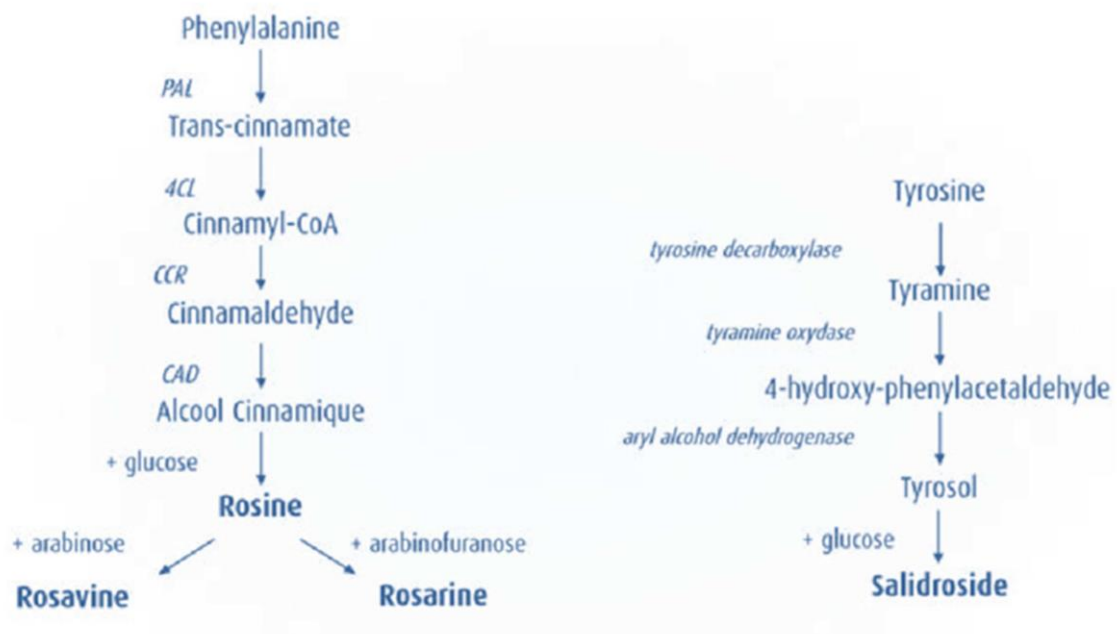 Phenylalanine
PAL
Trans-cinnamate
4CL
Cinnamyl-CoA
CCR
Cinnamaldehyde
CAD
Alcool Cinnamique
+ glucose
Rosine
+ arabinose
+ arabinofuranose
Rosavine
Rosarine
Tyrosine
tyrosine decarboxylase
Tyramine
tyramine oxydase
4-hydroxy-phenylacetaldehyde
aryl alcohol dehydrogenase
Tyrosol
+ glucose
Salidroside